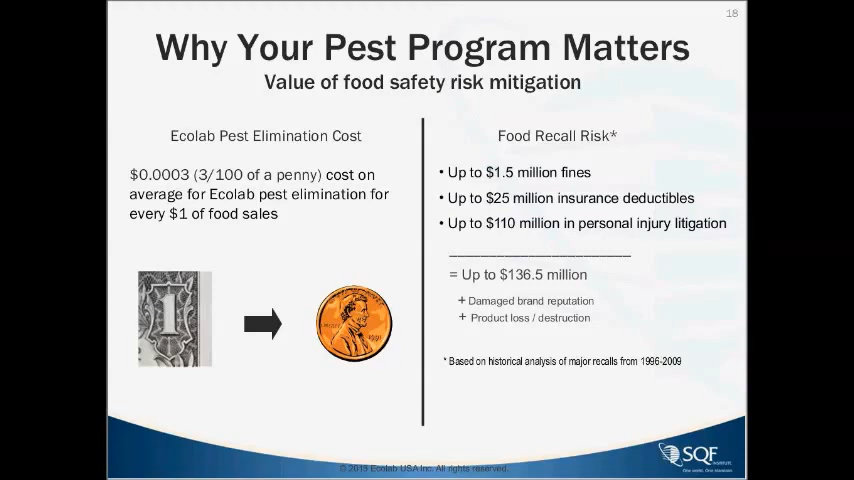 18
Why Your Pest Program Matters
Value of food safety risk mitigation
Ecolab Pest Elimination Cost
$0.0003 (3/100 of a penny) cost on
average for Ecolab pest elimination for
every $1 of food sales
1
Food Recall Risk*
• Up to $1.5 million fines
• Up to $25 million insurance deductibles
• Up to $110 million in personal injury litigation
= Up to $136.5 million
+ Damaged brand reputation
+ Product loss / destruction
* Based on historical analysis of major recalls from 1996-2009
SQF
INSTITUTE
Ecolab USA Inc. All rights reserved.